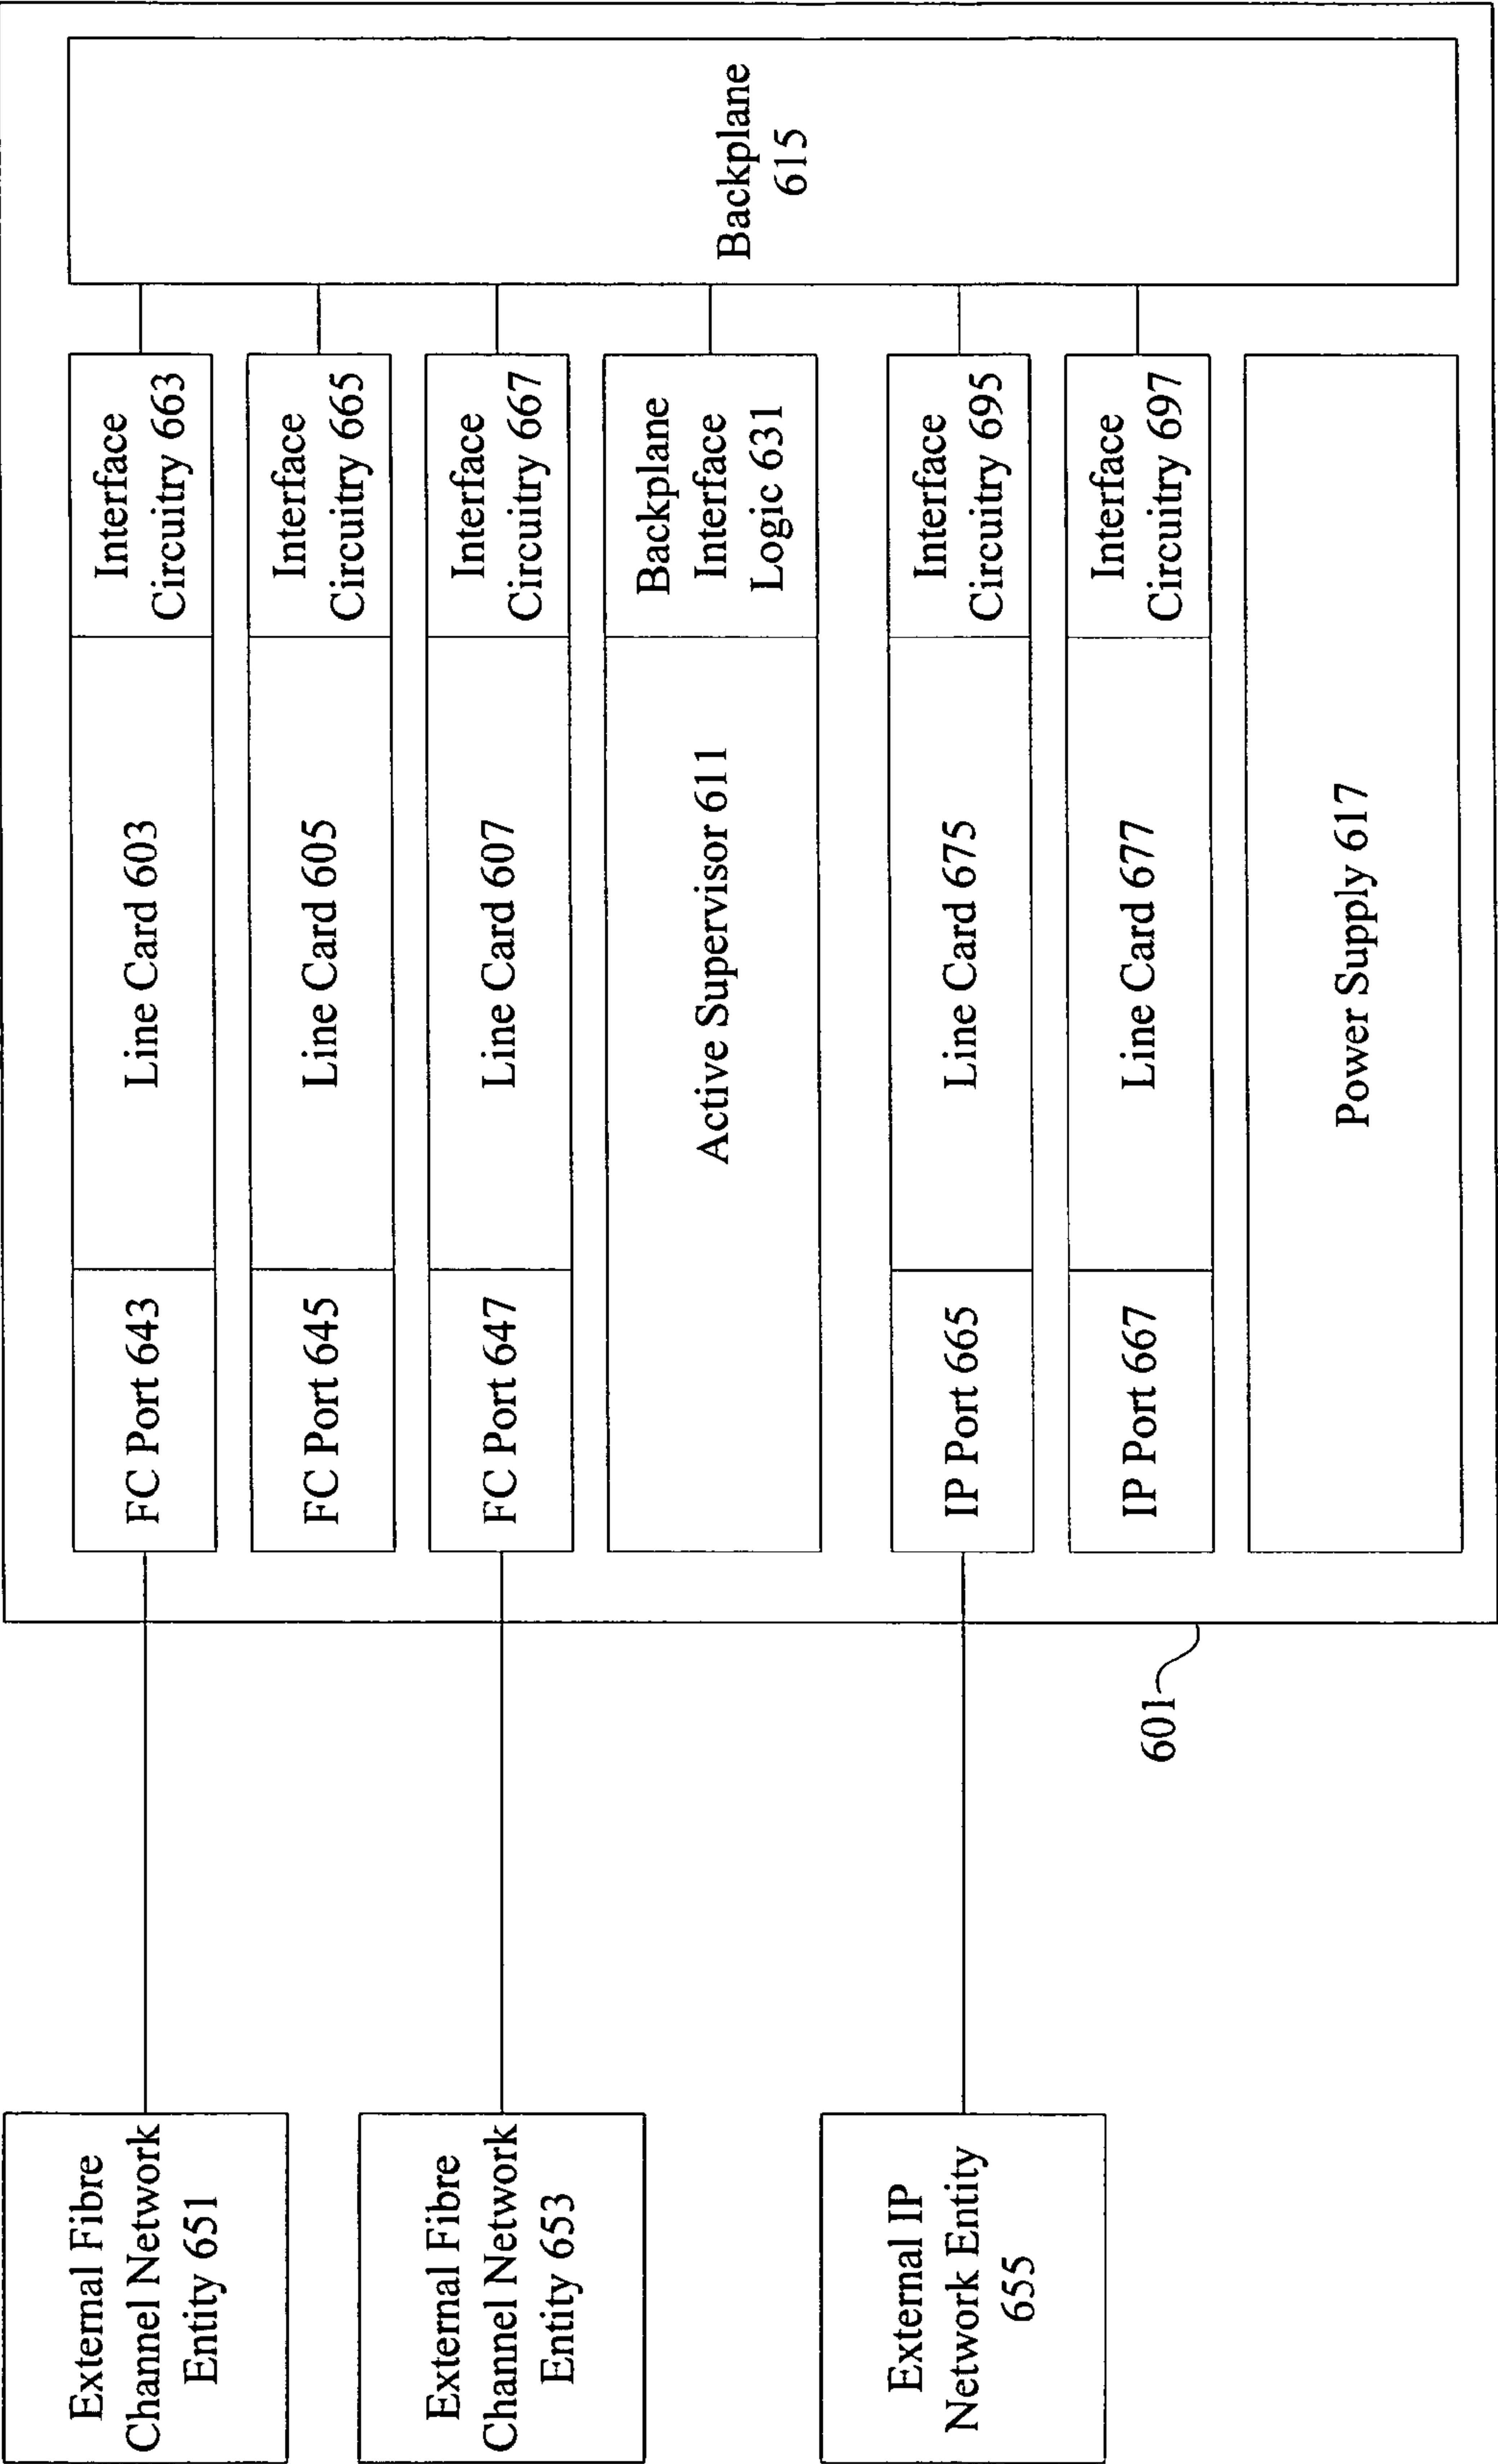 External Fibre
Channel Network
Entity 651
External Fibre
Channel Network
Entity 653
External IP
Network Entity
655
601
FC Port 643
Line Card 603
Interface
Circuitry 663
FC Port 645
Line Card 605
Interface
Circuitry 665
FC Port 647
Line Card 607
Interface
Circuitry 667
Active Supervisor 611
Backplane
Interface
Logic 631
IP Port 665
Line Card 675
Interface
Circuitry 695
IP Port 667
Line Card 677
Interface
Circuitry 697
Power Supply 617
Backplane
615